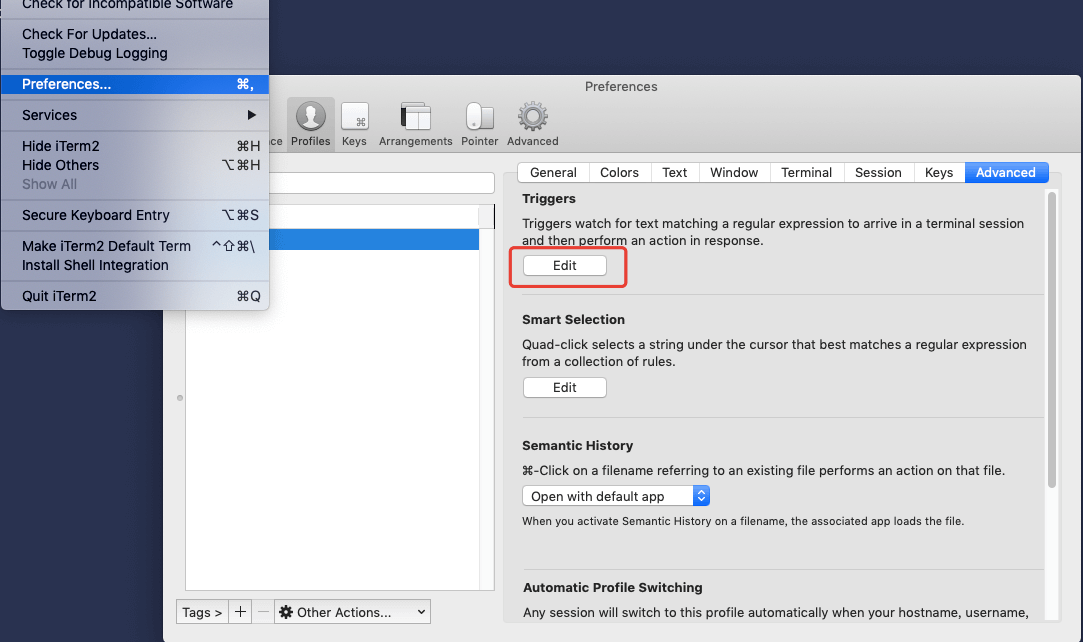 Check for Incompatible Software
Check For Updates...
Toggle Debug Logging
Preferences... ⌘,
Services ▶
Hide iTerm2 ⌘H
Hide Others ⌥⌘H
Show All
Secure Keyboard Entry ⌥⌘S
Make iTerm2 Default Term ^⇧⌘\
Install Shell Integration
Quit iTerm2 ⌘Q
Preferences
Profiles
Keys
Arrangements
Pointer
Advanced
General
Colors
Text
Window
Terminal
Session
Keys
Advanced
Triggers
Triggers watch for text matching a regular expression to arrive in a terminal session
and then perform an action in response.
Edit
Smart Selection
Quad-click selects a string under the cursor that best matches a regular expression
from a collection of rules.
Edit
Semantic History
⌘-Click on a filename referring to an existing file performs an action on that file.
Open with default app
When you activate Semantic History on a filename, the associated app loads the file.
Automatic Profile Switching
Any session will switch to this profile automatically when your hostname, username,
Tags >
+
—
Other Actions...